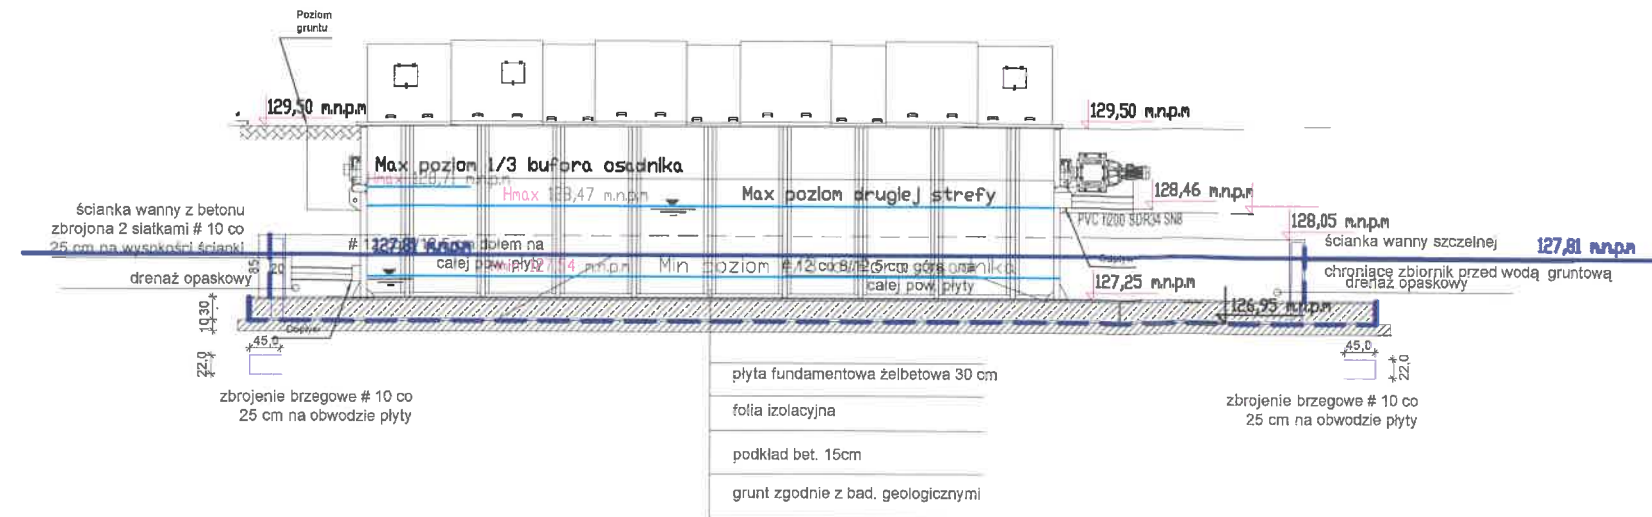 Poziom
gruntu
129,50 m.n.p.m
129,50 m.n.p.m
Max poziom 1/3 bufora osadnika
Hmax 128,47 m.n.p.m
Max poziom drugiej strefy
128,46 m.n.p.m
PVC fi200 SDR34 SN8
128,05 m.n.p.m
ścianka wanny z betonu
zbrojona 2 siatkami # 10 co
25 cm na wysokości ścianki
drenaż opaskowy
127,81 m.n.p.m
dołem na
całej pow. płyty
Min poziom
górą na
całej pow. płyty
127,25 m.n.p.m
ścianka wanny szczelnej
127,81 m.n.p.m
chroniące zbiornik przed wodą gruntową
drenaż opaskowy
126,95 m.n.p.m
85
20
10
30
45,0
22,0
45,0
22,0
zbrojenie brzegowe # 10 co
25 cm na obwodzie płyty
zbrojenie brzegowe # 10 co
25 cm na obwodzie płyty
płyta fundamentowa żelbetowa 30 cm
folia izolacyjna
podkład bet. 15cm
grunt zgodnie z bad. geologicznymi